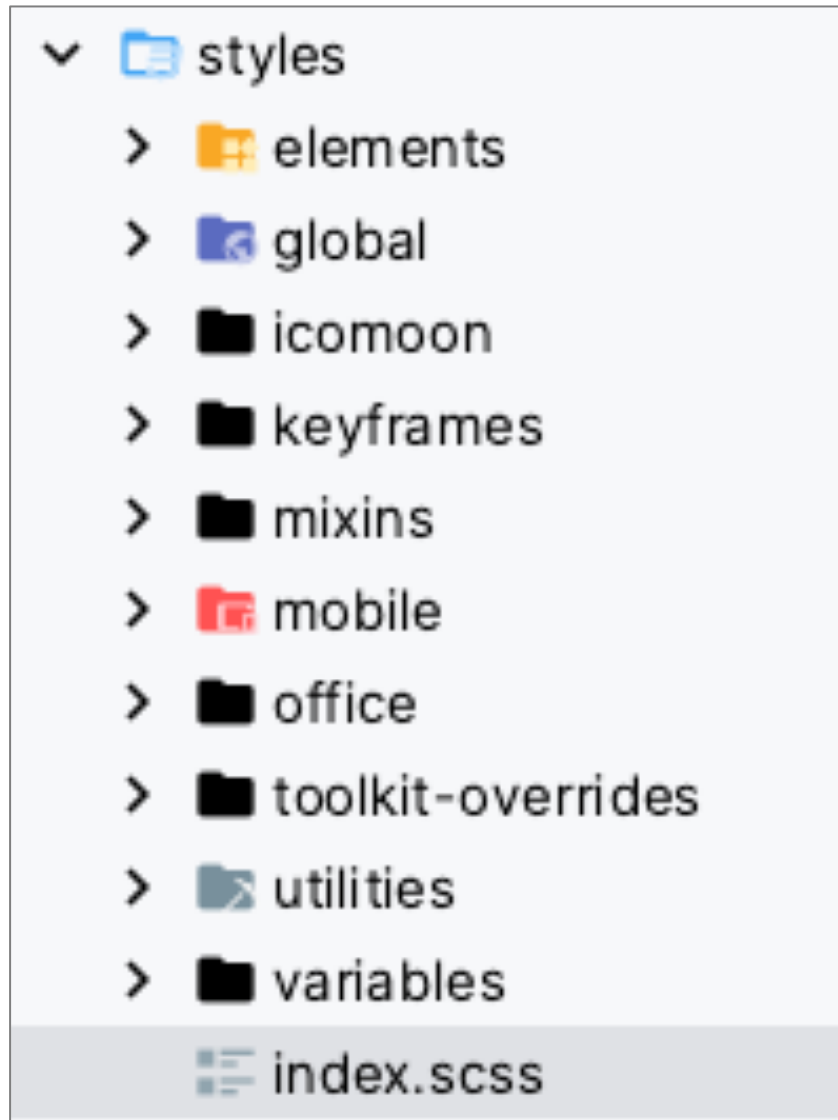 styles
elements
global
icomoon
keyframes
mixins
mobile
office
toolkit-overrides
utilities
variables
index.scss